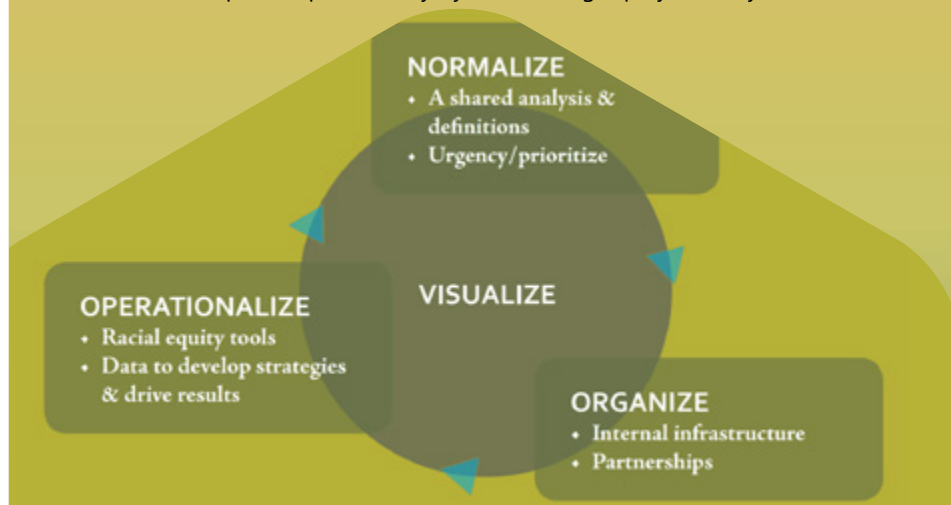 NORMALIZE
• A shared analysis &
definitions
• Urgency/prioritize
VISUALIZE
OPERATIONALIZE
• Racial equity tools
• Data to develop strategies
& drive results
ORGANIZE
• Internal infrastructure
• Partnerships